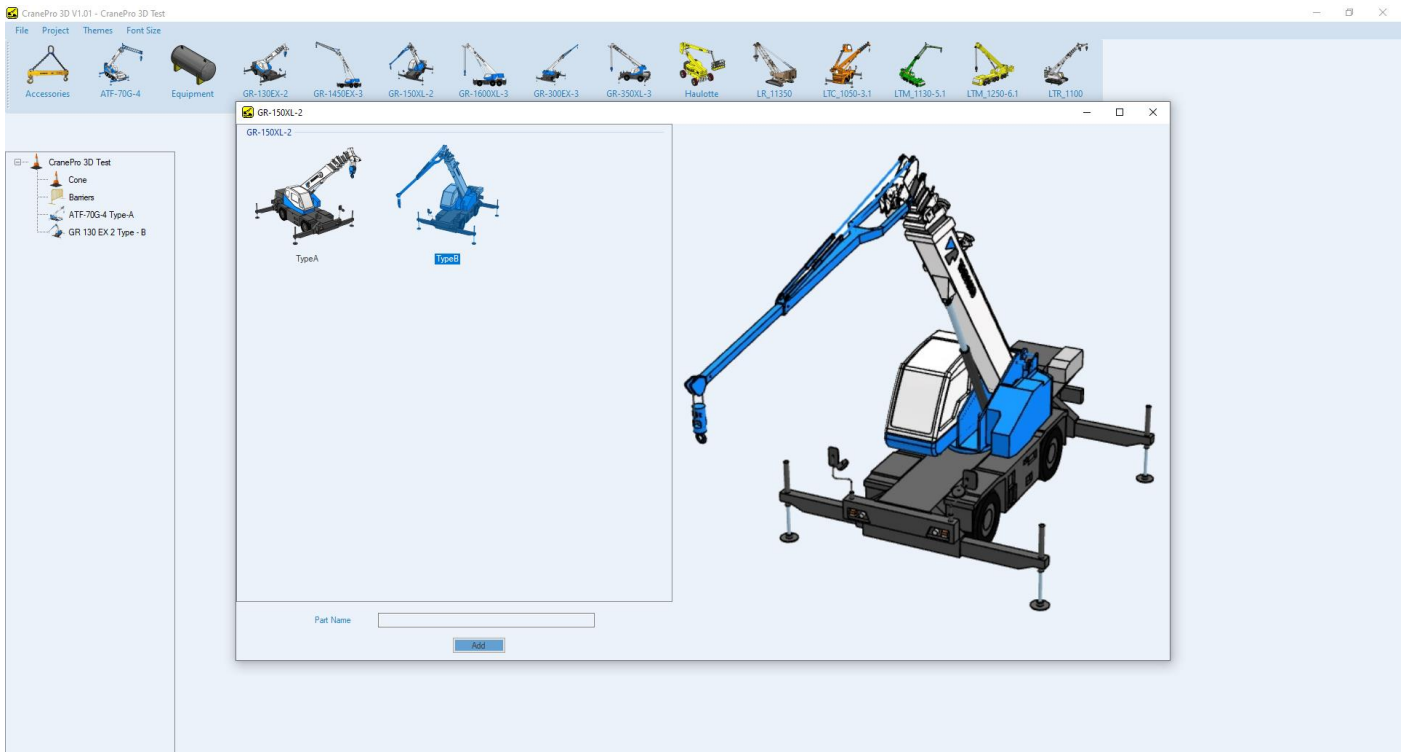 CranePro 3D V1.01 - CranePro 3D Test
File Project Themes Font Size
Accessories ATF-70G-4 Equipment GR-130EX-2 GR-1450EX-3 GR-150XL-2 GR-1600XL-3 GR-300EX-3 GR-350XL-3 Haulotte LR_11350 LTC_1050-3.1 LTM_1130-5.1 LTM_1250-6.1 LTR_1100
GR-150XL-2
GR-150XL-2
CranePro 3D Test
Cone
Barriers
ATF-70G-4 Type-A
GR 130 EX 2 Type - B
TypeA TypeB
Part Name
Add